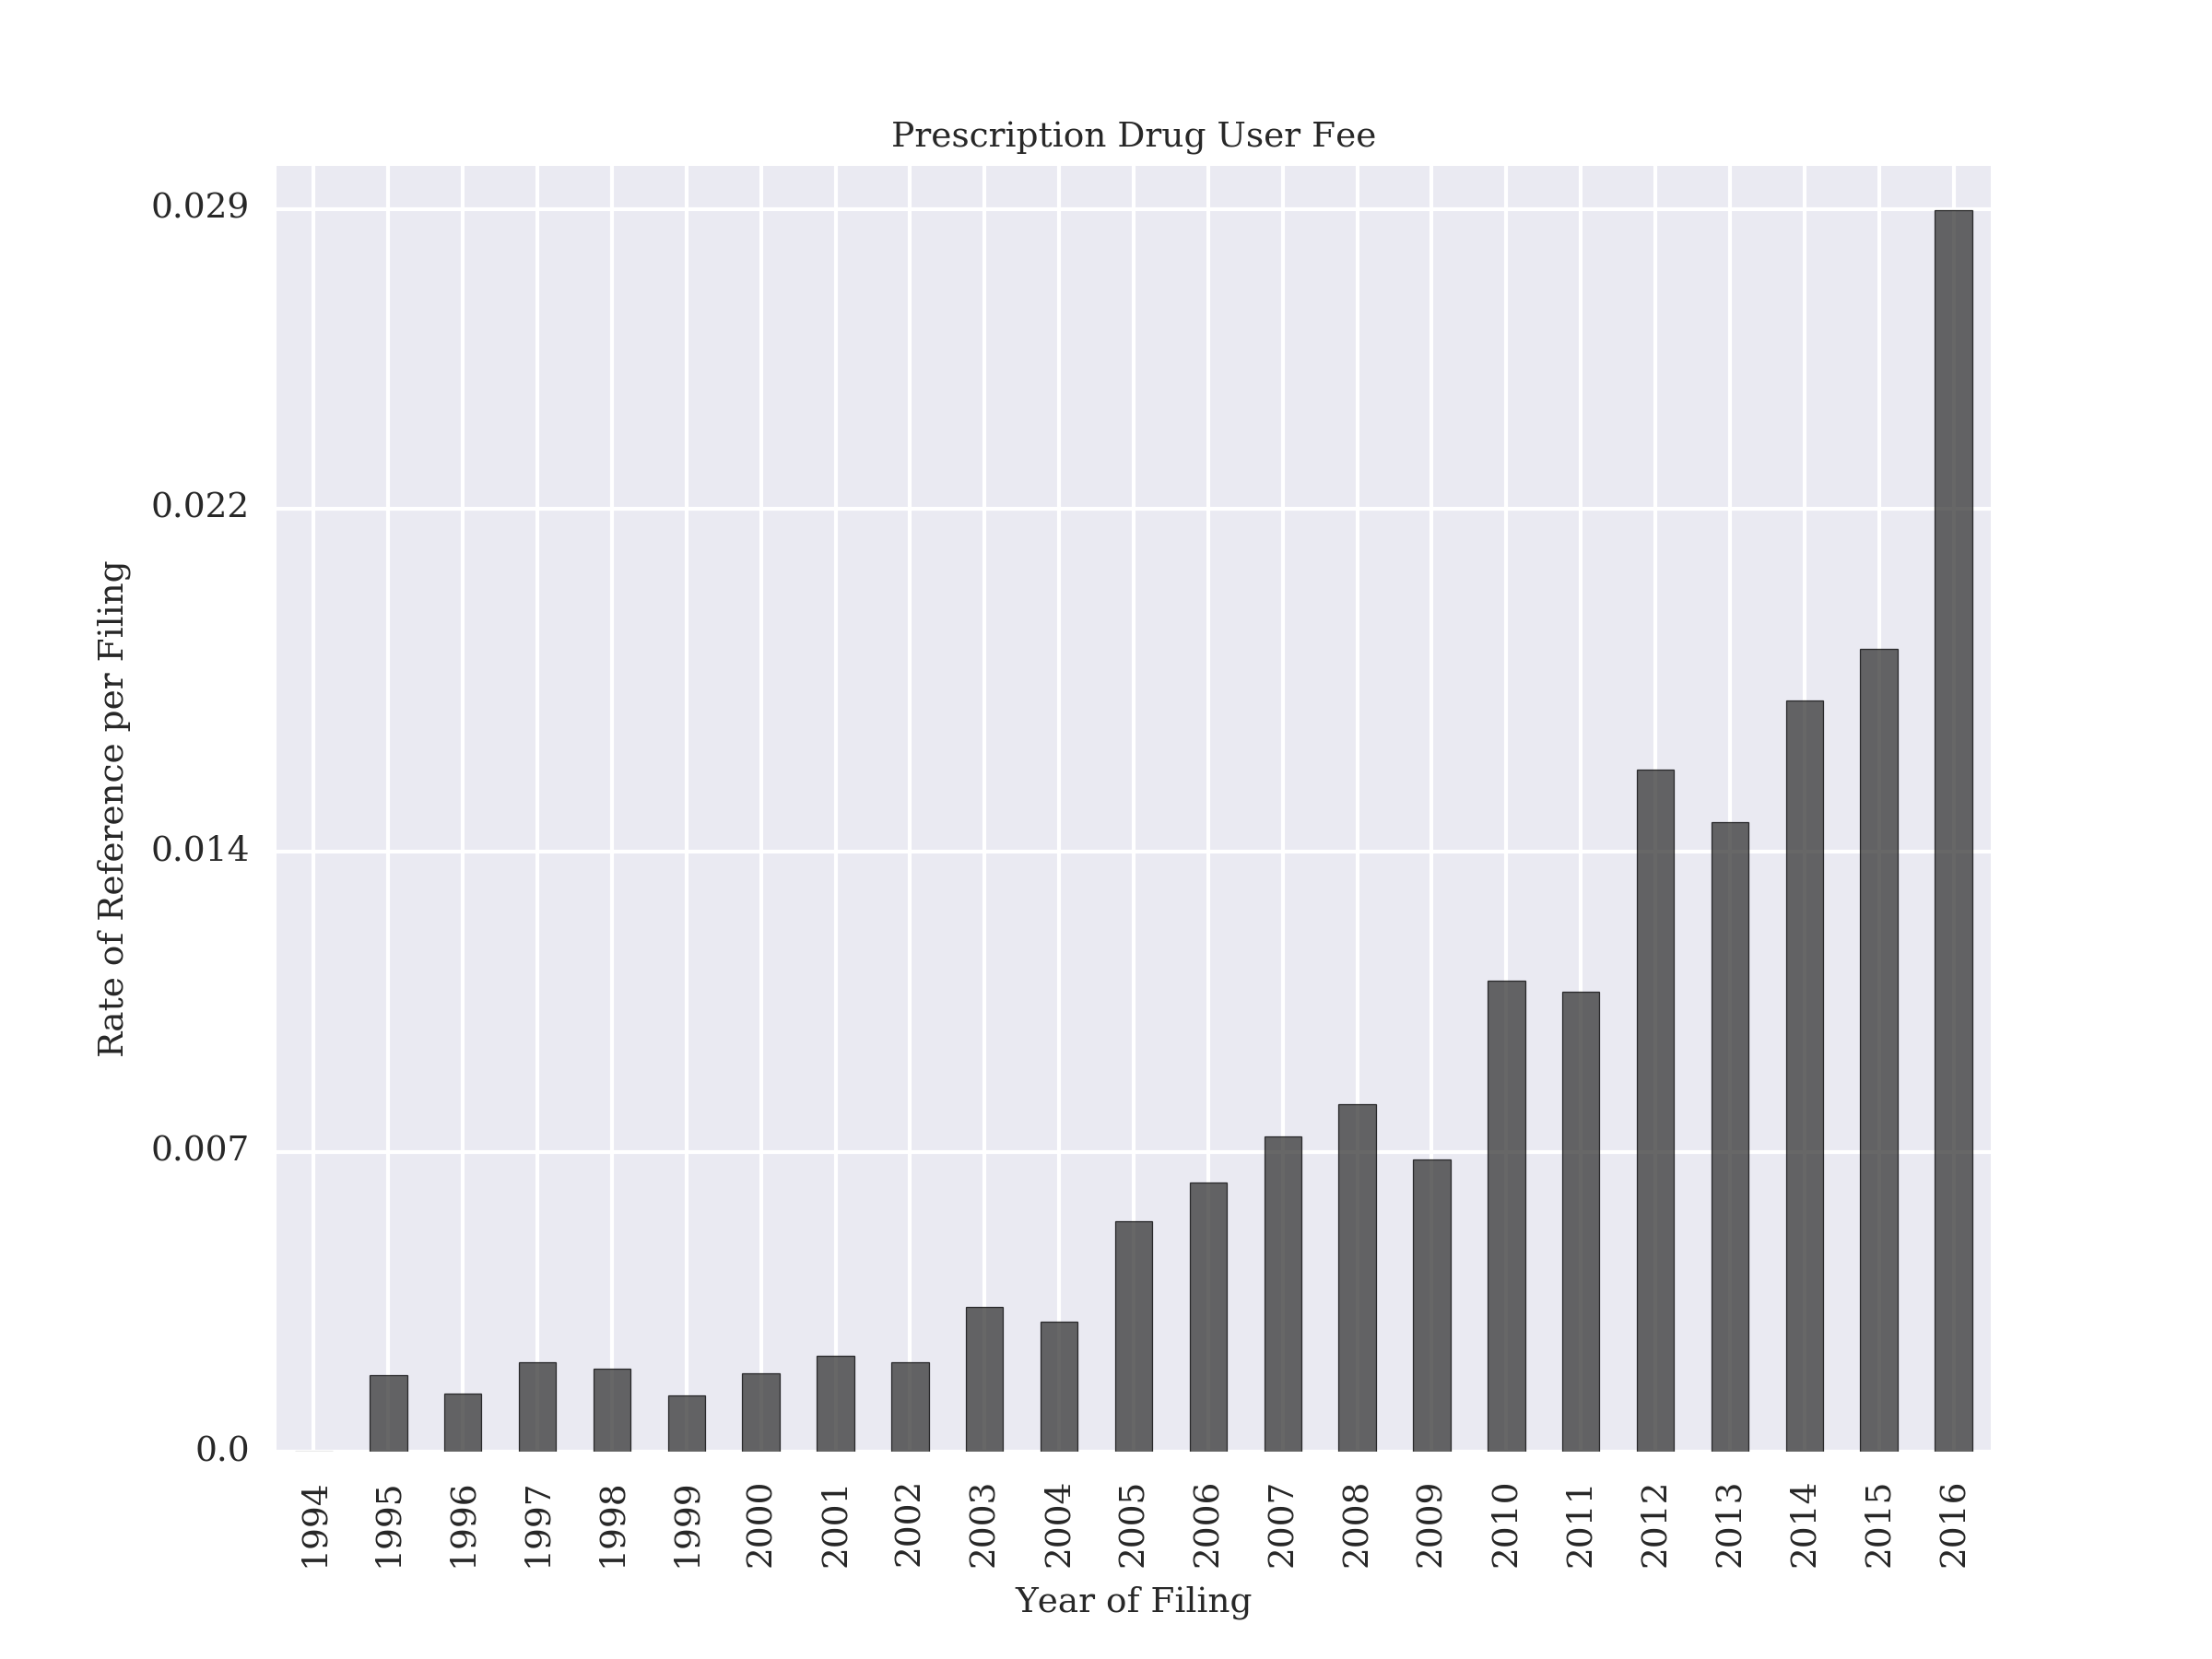 Prescription Drug User Fee
Rate of Reference per Filing
0.029
0.022
0.014
0.007
0.0
1994 1995 1996 1997 1998 1999 2000 2001 2002 2003 2004 2005 2006 2007 2008 2009 2010 2011 2012 2013 2014 2015 2016
Year of Filing